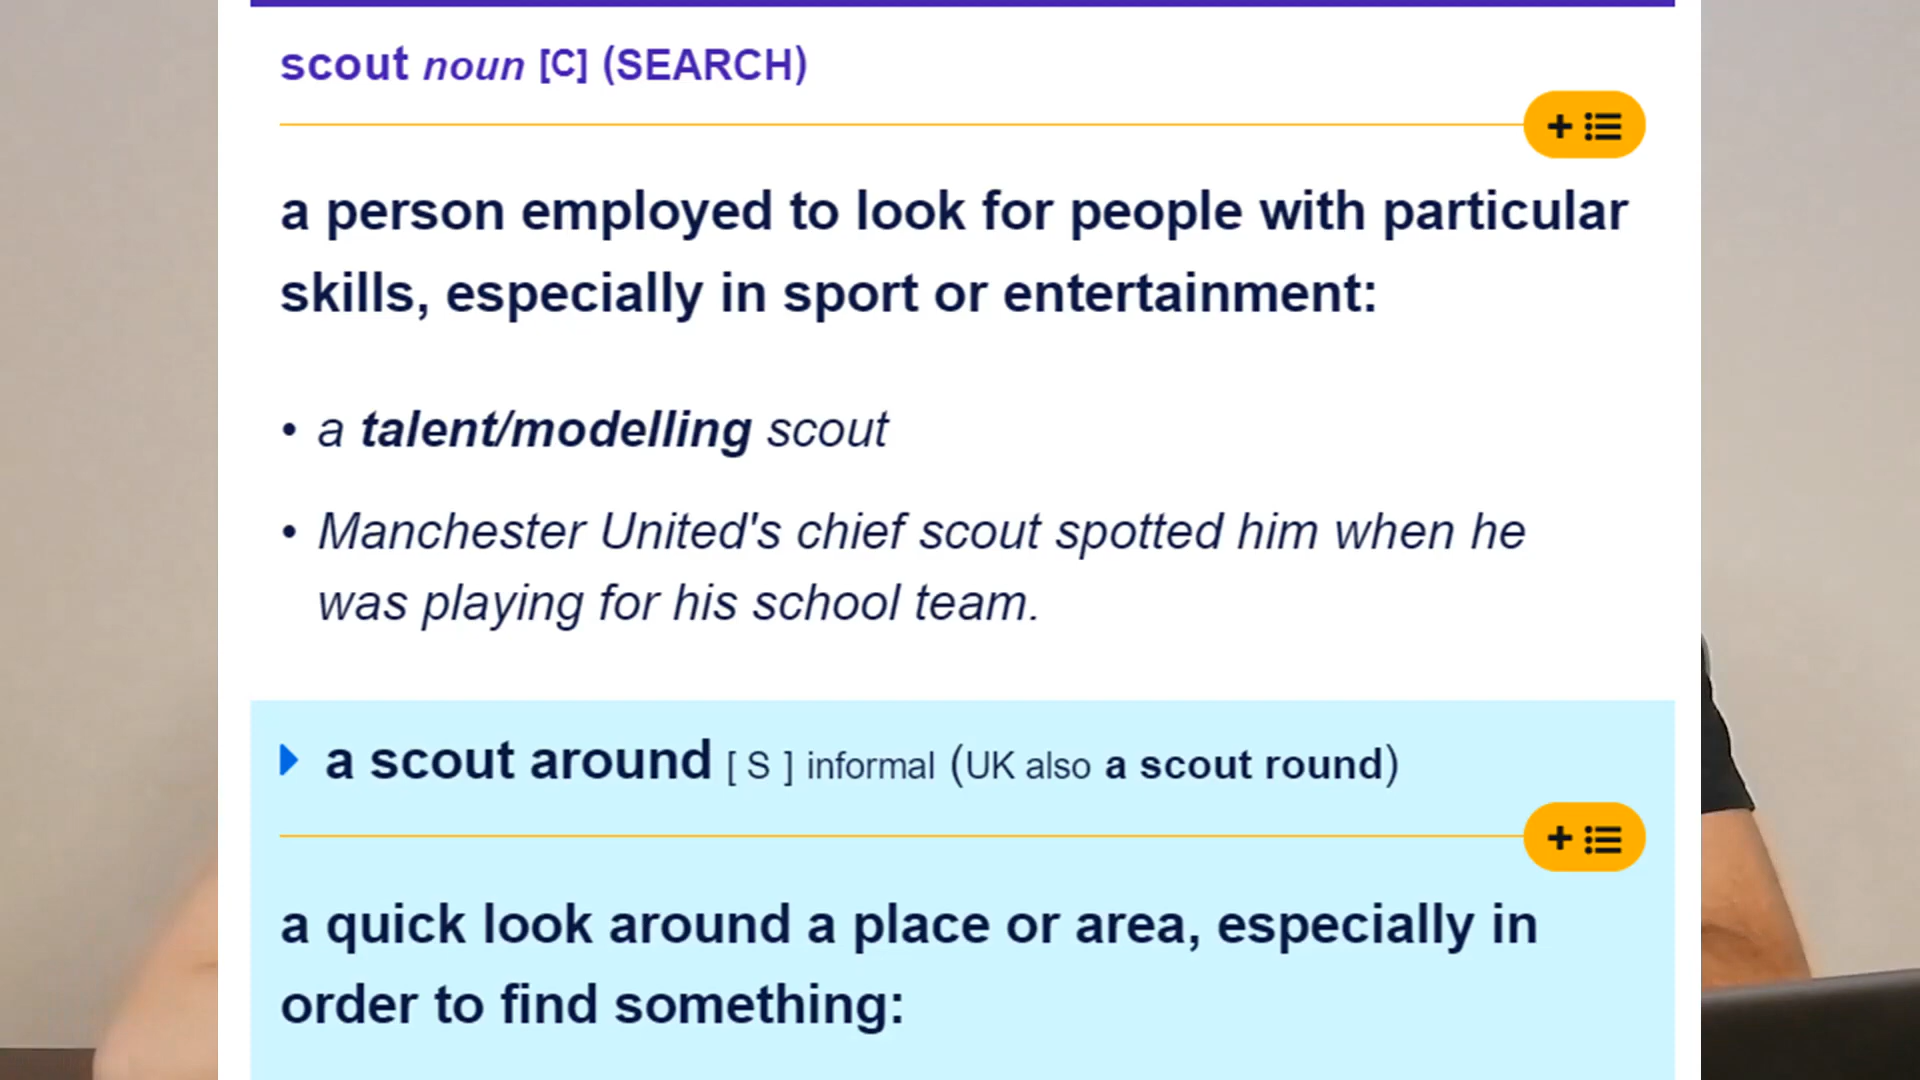 scout noun [C] (SEARCH)
a person employed to look for people with particular
skills, especially in sport or entertainment:
• a talent/modelling scout
• Manchester United's chief scout spotted him when he
was playing for his school team.
a scout around [ S ] informal (UK also a scout round)
a quick look around a place or area, especially in
order to find something: